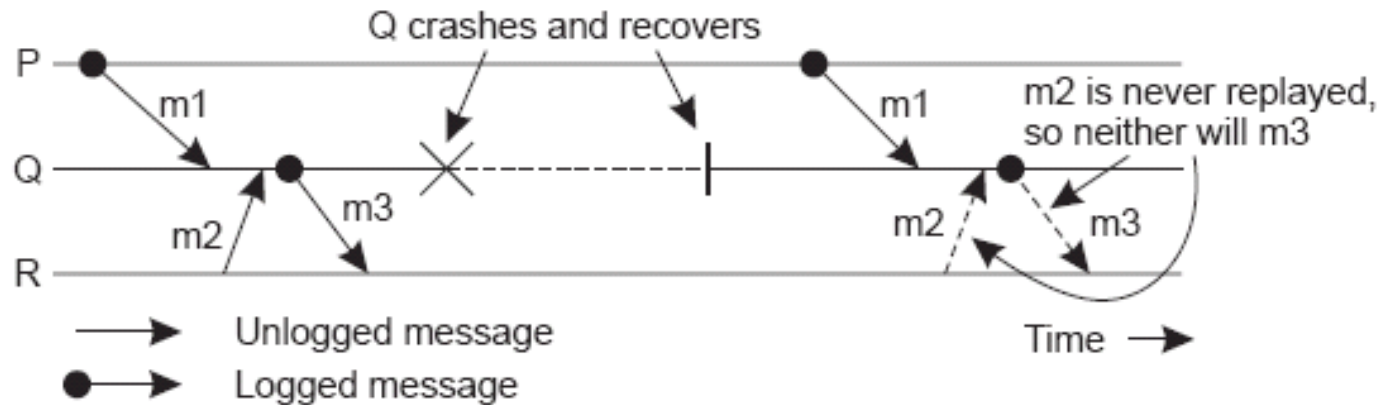 Q crashes and recovers
P
m1
m1
m2 is never replayed,
so neither will m3
Q
m2
m3
m2
m3
R
Unlogged message
Time
Logged message